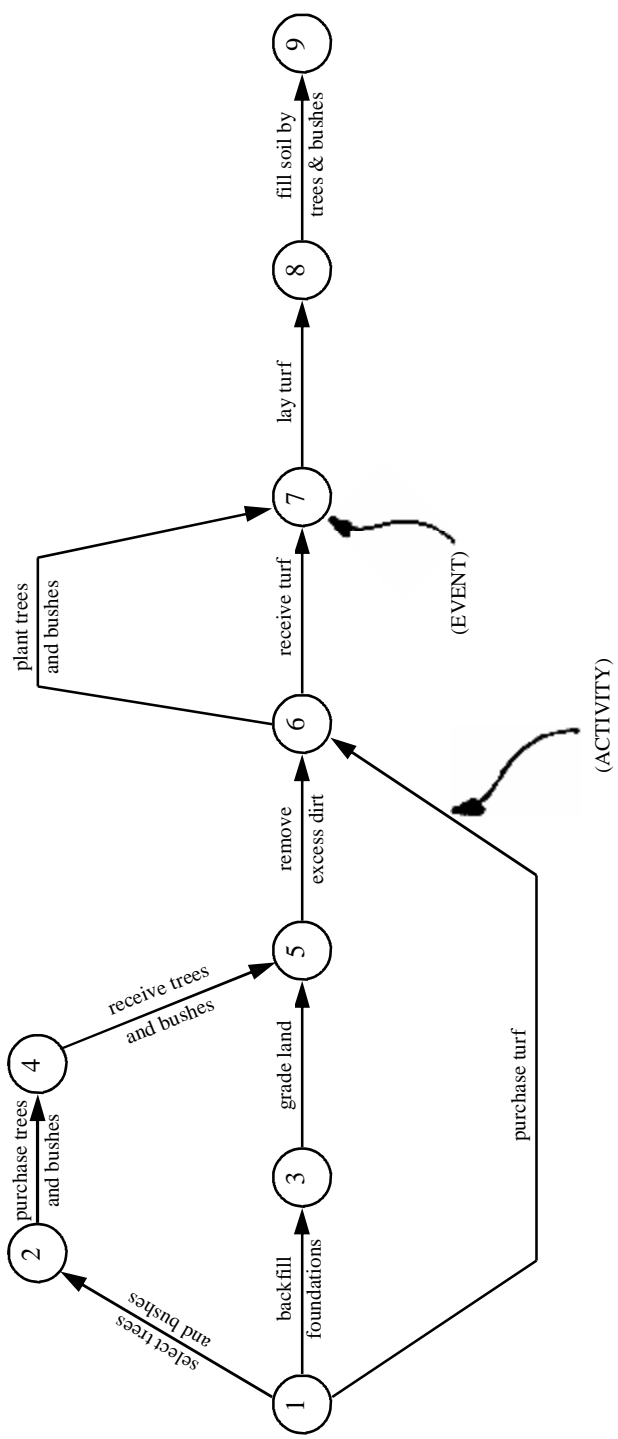 1
select trees
and bushes
2
purchase trees
and bushes
4
receive trees
and bushes
backfill
foundations
3
grade land
5
remove
excess dirt
purchase turf
6
(ACTIVITY)
plant trees
and bushes
receive turf
7
(EVENT)
lay turf
8
fill soil by
trees & bushes
9